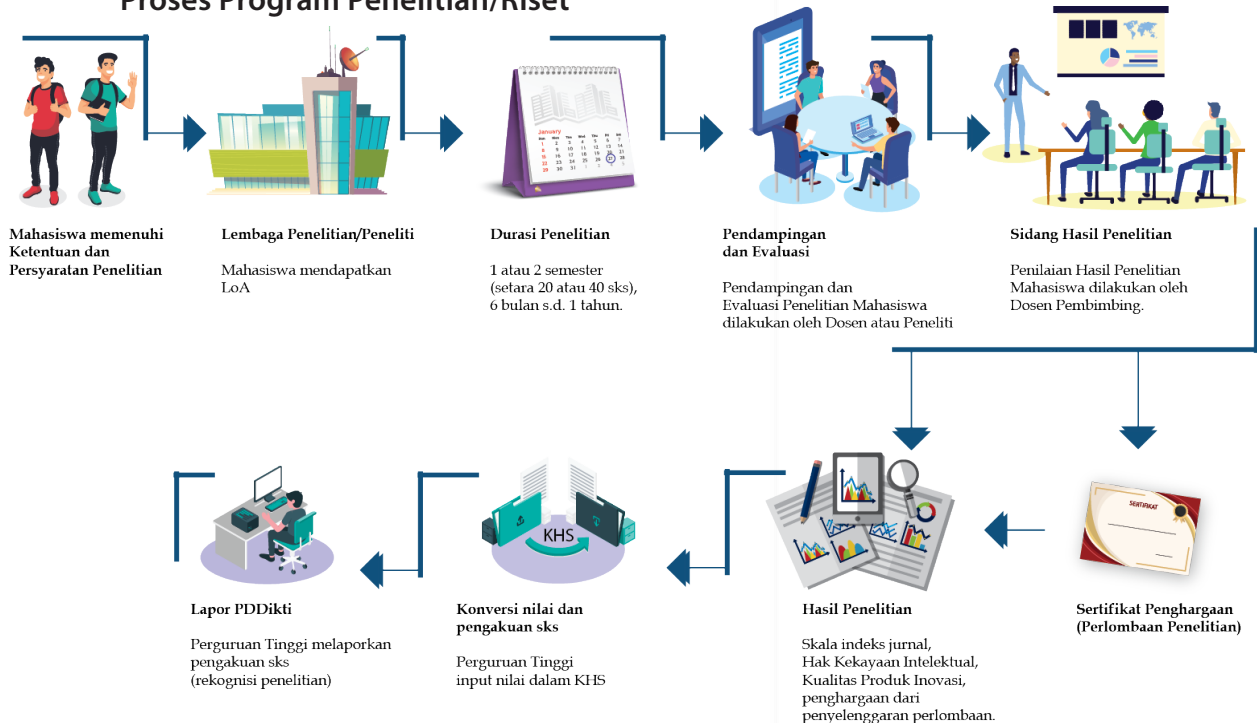 Proses Program Penelitian/Riset
January
Mahasiswa memenuhi
Ketentuan dan
Persyaratan Penelitian
Lembaga Penelitian/Peneliti
Mahasiswa mendapatkan
LoA
Durasi Penelitian
1 atau 2 semester
(setara 20 atau 40 sks),
6 bulan s.d. 1 tahun.
Pendampingan
dan Evaluasi
Pendampingan dan
Evaluasi Penelitian Mahasiswa
dilakukan oleh Dosen atau Peneliti
Sidang Hasil Penelitian
Penilaian Hasil Penelitian
Mahasiswa dilakukan oleh
Dosen Pembimbing.
SERTIFIKAT
KHS
Lapor PDDikti
Perguruan Tinggi melaporkan
pengakuan sks
(rekognisi penelitian)
Konversi nilai dan
pengakuan sks
Perguruan Tinggi
input nilai dalam KHS
Hasil Penelitian
Skala indeks jurnal,
Hak Kekayaan Intelektual,
Kualitas Produk Inovasi,
penghargaan dari
penyelenggaran perlombaan.
Sertifikat Penghargaan
(Perlombaan Penelitian)